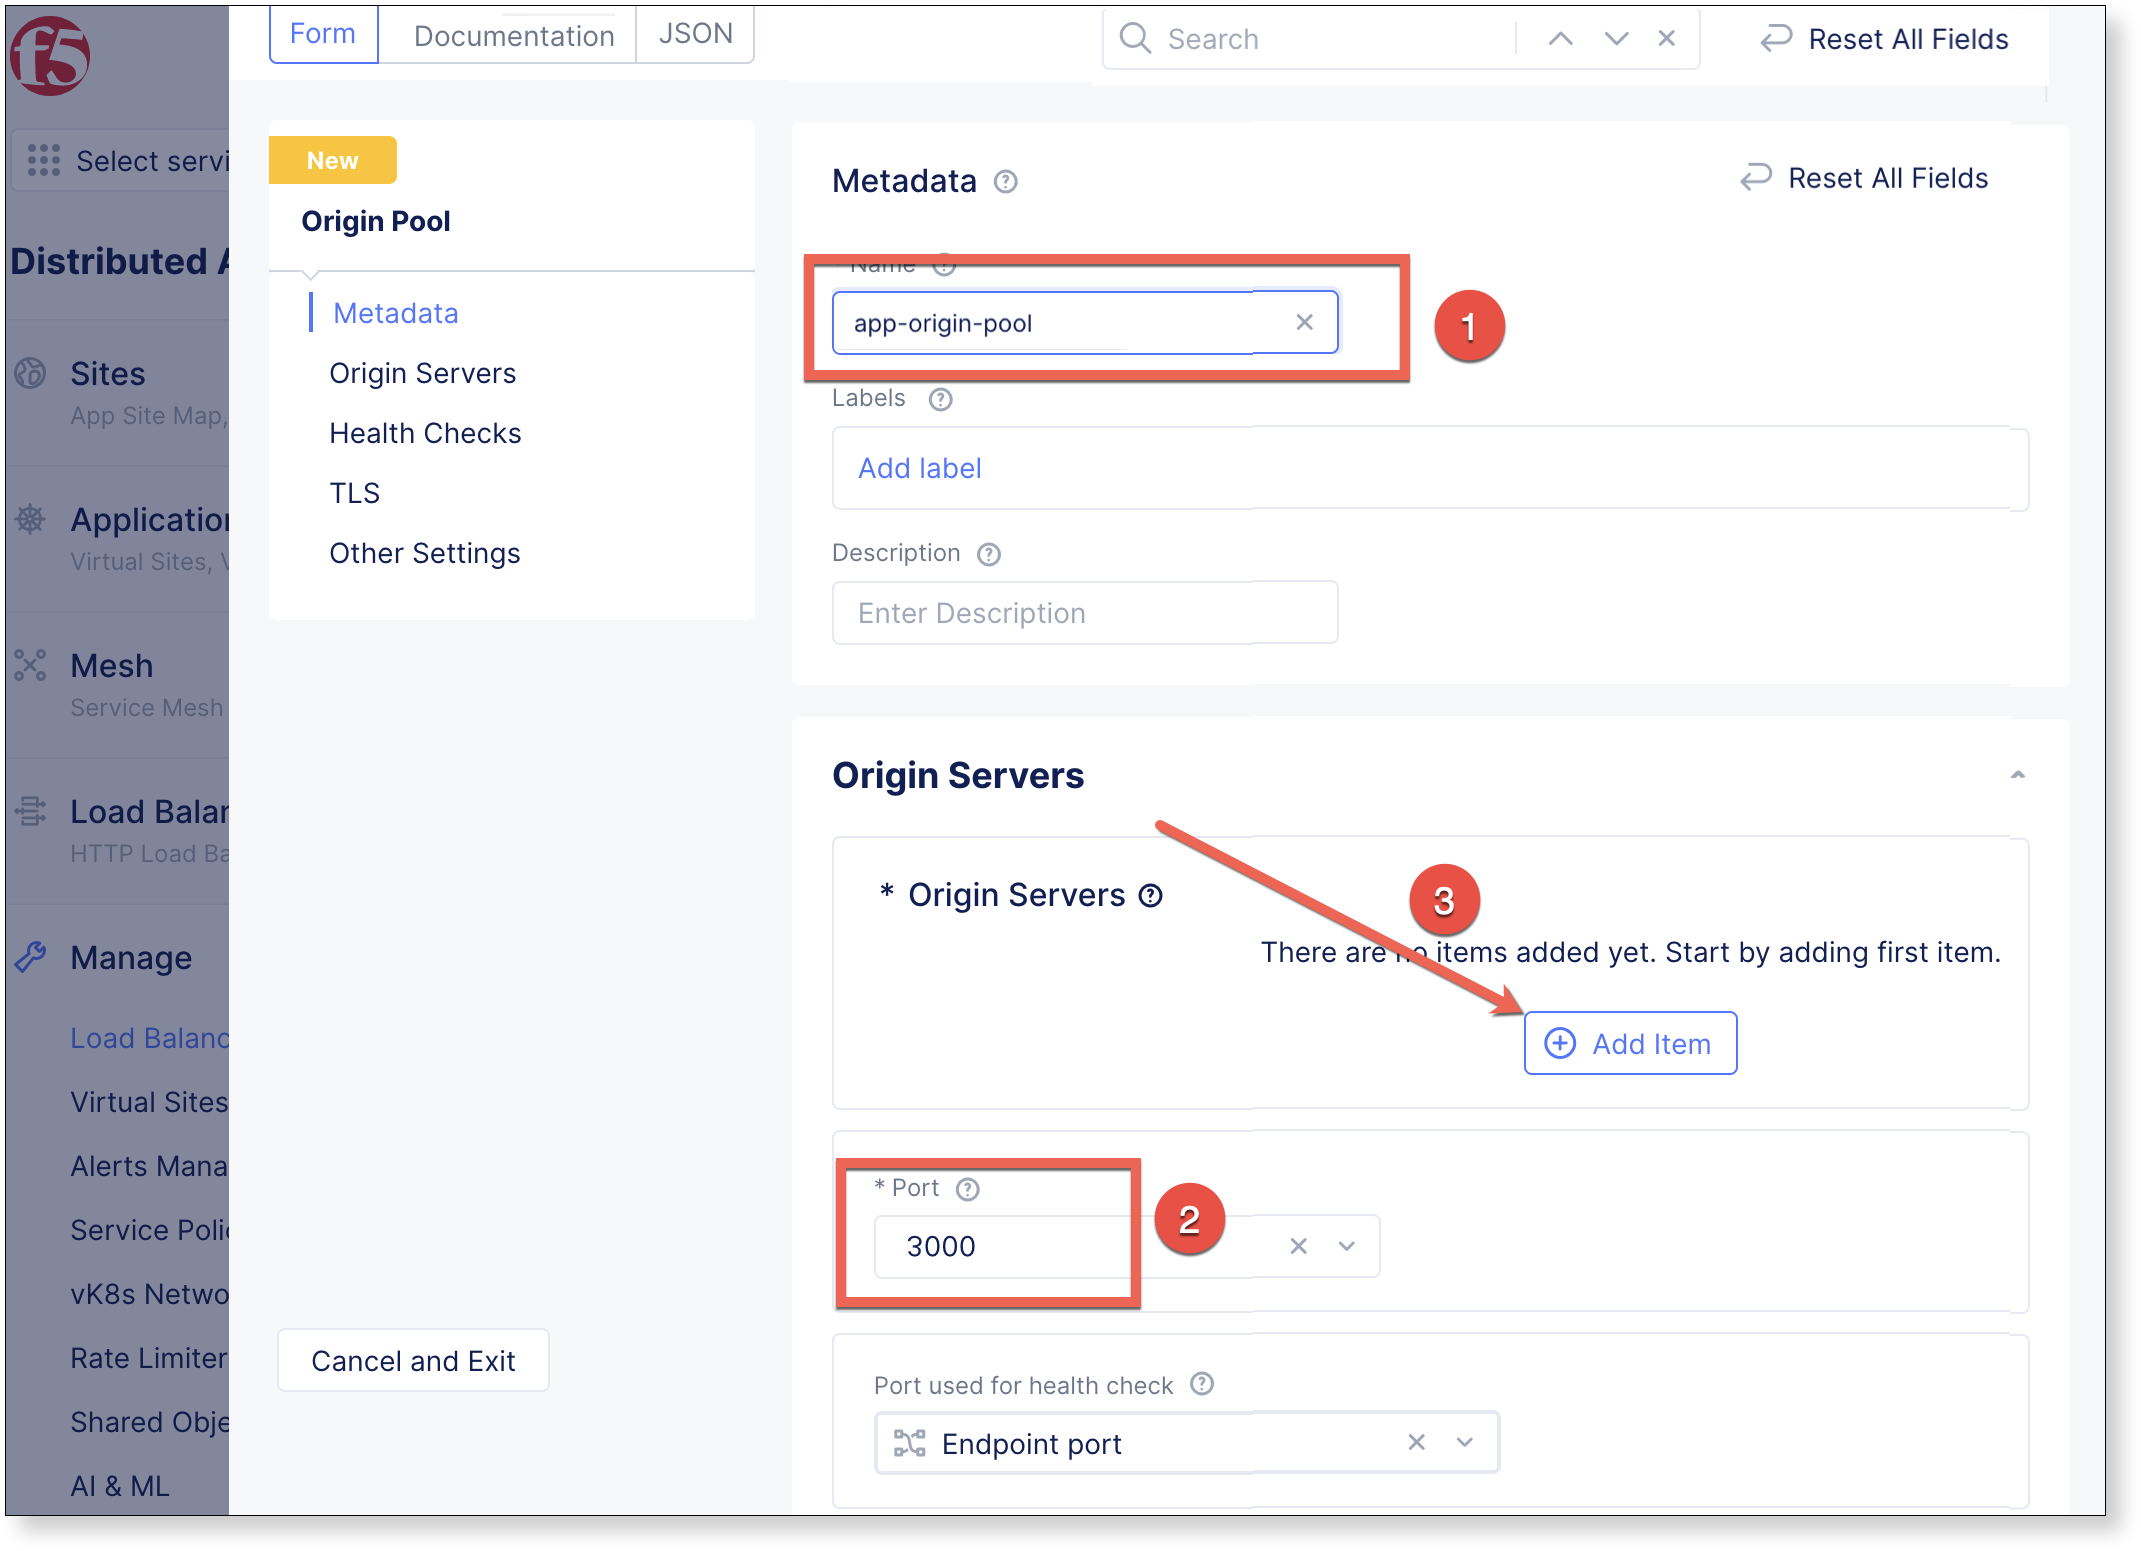 f5
Form
Documentation
JSON
Search
Reset All Fields
Select servi
Distributed A
Sites
App Site Map,
Application
Virtual Sites, V
Mesh
Service Mesh
Load Balan
HTTP Load Ba
Manage
Load Balanc
Virtual Sites
Alerts Mana
Service Polic
vK8s Netwo
Rate Limiter
Shared Obje
AI & ML
New
Origin Pool
Metadata
Origin Servers
Health Checks
TLS
Other Settings
Cancel and Exit
Metadata
Reset All Fields
* Name
app-origin-pool
1
Labels
Add label
Description
Enter Description
Origin Servers
* Origin Servers
3
There are no items added yet. Start by adding first item.
Add Item
* Port
2
3000
Port used for health check
Endpoint port